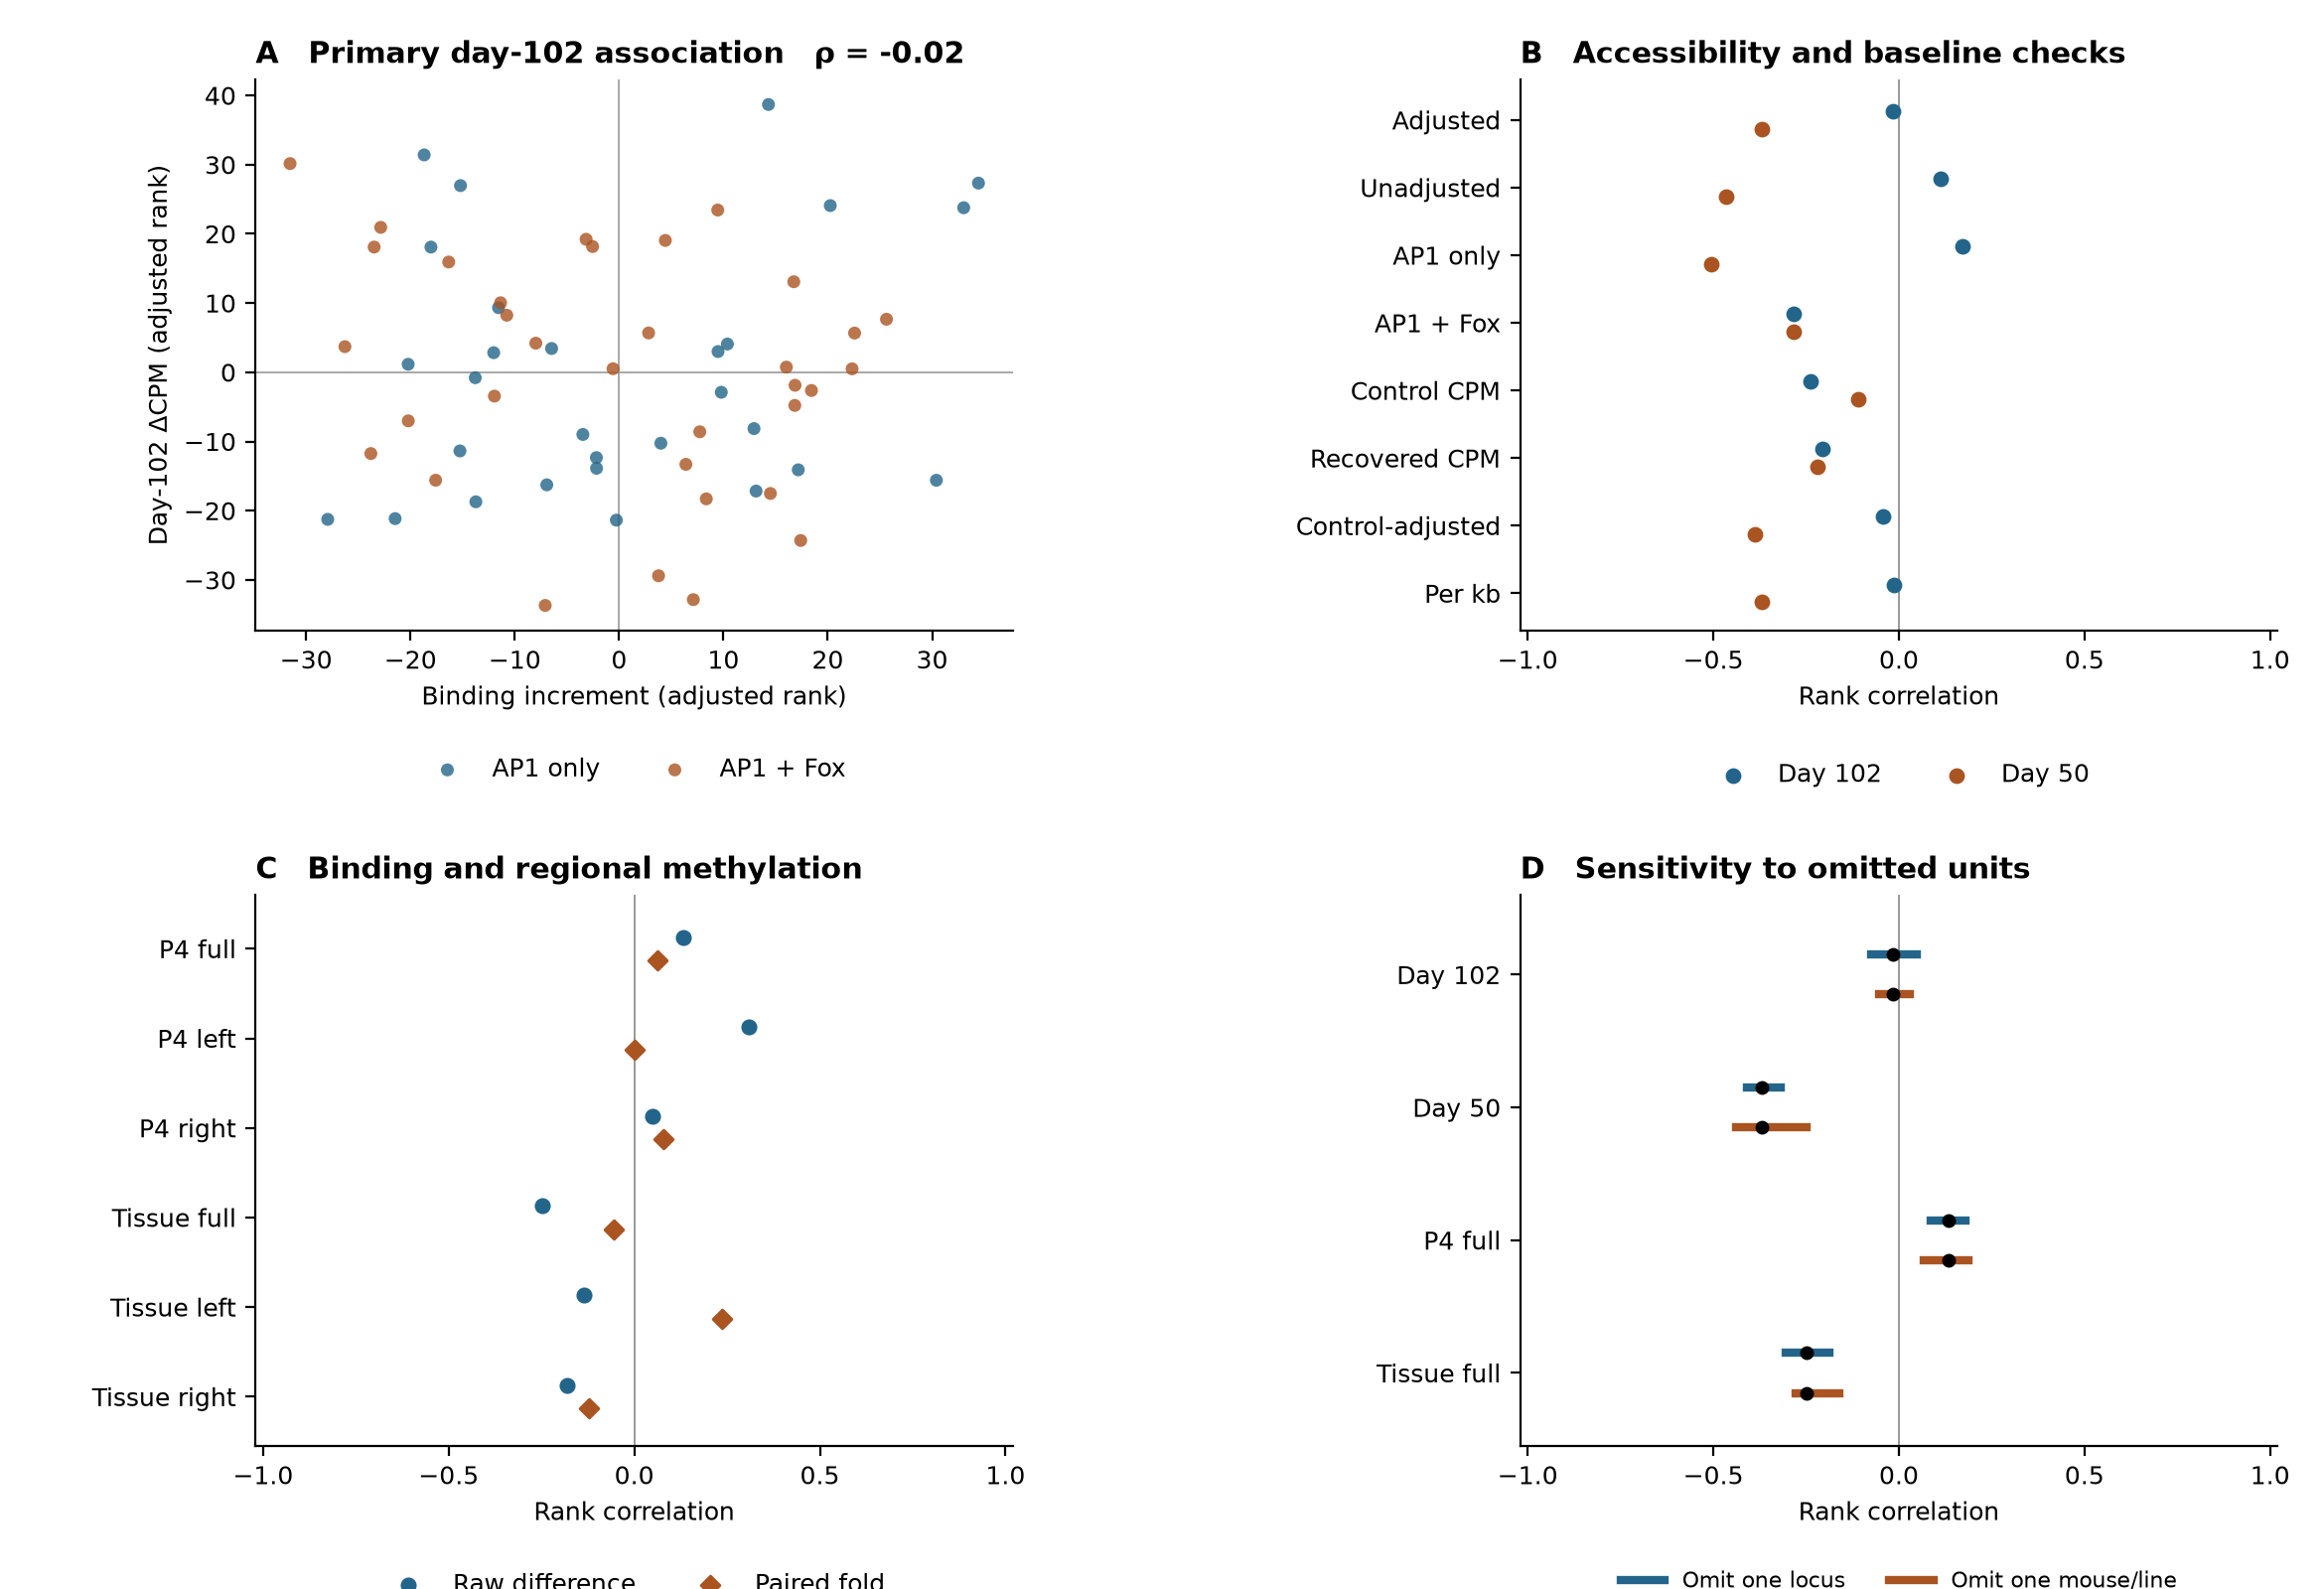 A Primary day-102 association ρ = -0.02
40
30
20
10
0
−10
−20
−30
Day-102 ΔCPM (adjusted rank)
−30 −20 −10 0 10 20 30
Binding increment (adjusted rank)
AP1 only AP1 + Fox
B Accessibility and baseline checks
Adjusted
Unadjusted
AP1 only
AP1 + Fox
Control CPM
Recovered CPM
Control-adjusted
Per kb
−1.0 −0.5 0.0 0.5 1.0
Rank correlation
Day 102 Day 50
C Binding and regional methylation
P4 full
P4 left
P4 right
Tissue full
Tissue left
Tissue right
−1.0 −0.5 0.0 0.5 1.0
Rank correlation
Raw difference Paired fold
D Sensitivity to omitted units
Day 102
Day 50
P4 full
Tissue full
−1.0 −0.5 0.0 0.5 1.0
Rank correlation
Omit one locus Omit one mouse/line